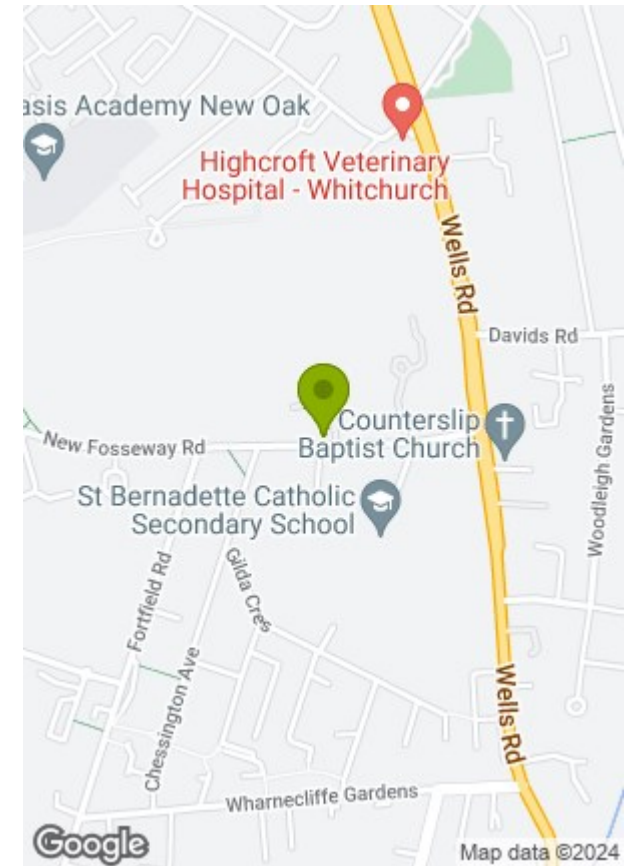 asis Academy New Oak
Highcroft Veterinary
Hospital - Whitchurch
Wells Rd
Davids Rd
Counterslip
Baptist Church
New Fosseway Rd
Woodleigh Gardens
St Bernadette Catholic
Secondary School
Gilda Cres
Fortfield Rd
Chessington Ave
Wells Rd
Wharnecliffe Gardens
Google
Map data ©2024